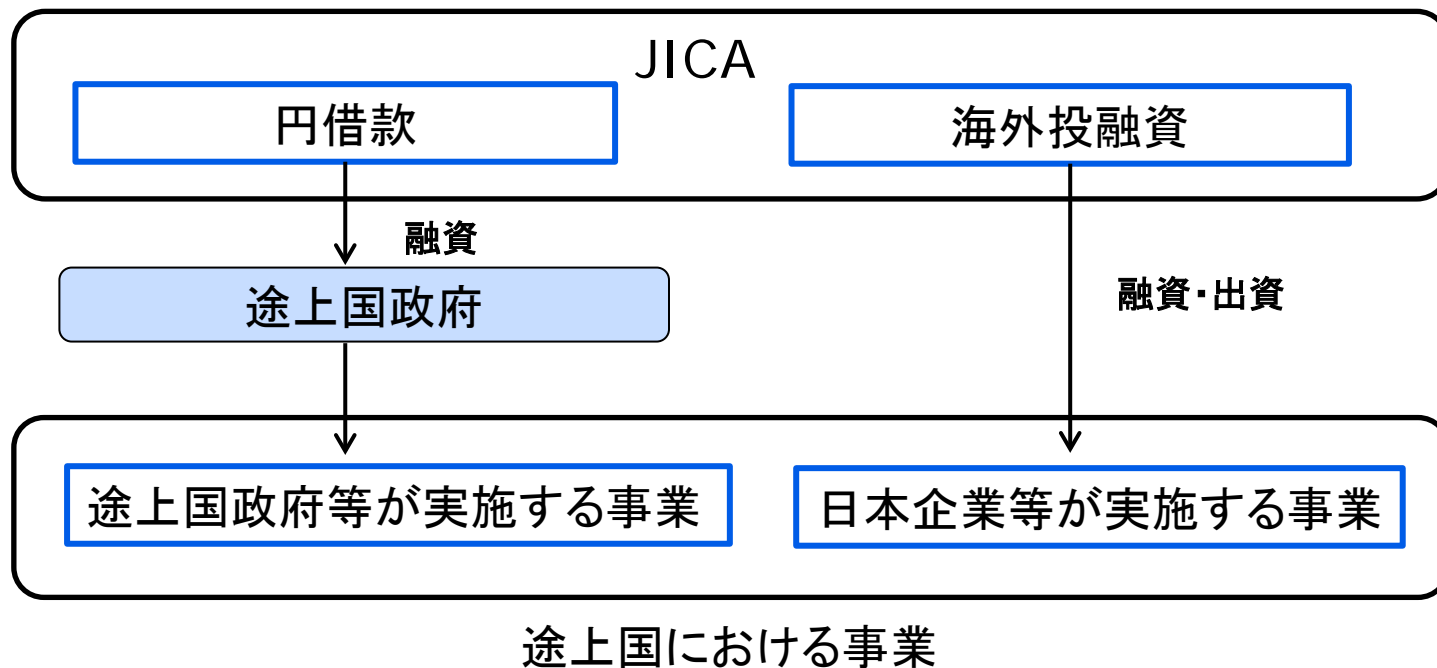 JICA
円借款
海外投融資
融資
途上国政府
融資・出資
途上国政府等が実施する事業
日本企業等が実施する事業
途上国における事業